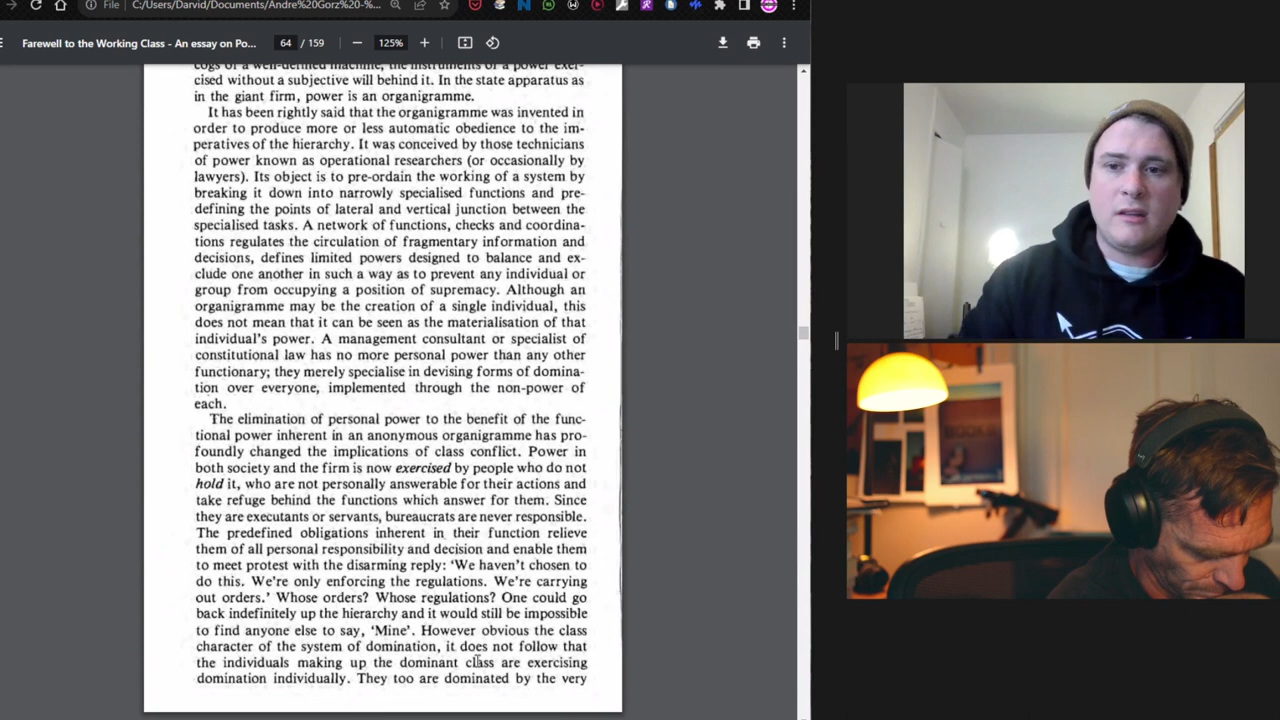 File
C:/Users/Darvid/Documents/Andre%20Gorz%20-%...
Farewell to the Working Class - An essay on Po...
64 / 159
125%
cogs of a well-defined machine, the instruments of a power exer-
cised without a subjective will behind it. In the state apparatus as
in the giant firm, power is an organigramme.
It has been rightly said that the organigramme was invented in
order to produce more or less automatic obedience to the im-
peratives of the hierarchy. It was conceived by those technicians
of power known as operational researchers (or occasionally by
lawyers). Its object is to pre-ordain the working of a system by
breaking it down into narrowly specialised functions and pre-
defining the points of lateral and vertical junction between the
specialised tasks. A network of functions, checks and coordina-
tions regulates the circulation of fragmentary information and
decisions, defines limited powers designed to balance and ex-
clude one another in such a way as to prevent any individual or
group from occupying a position of supremacy. Although an
organigramme may be the creation of a single individual, this
does not mean that it can be seen as the materialisation of that
individual's power. A management consultant or specialist of
constitutional law has no more personal power than any other
functionary; they merely specialise in devising forms of domina-
tion over everyone, implemented through the non-power of
each.
The elimination of personal power to the benefit of the func-
tional power inherent in an anonymous organigramme has pro-
foundly changed the implications of class conflict. Power in
both society and the firm is now exercised by people who do not
hold it, who are not personally answerable for their actions and
take refuge behind the functions which answer for them. Since
they are executants or servants, bureaucrats are never responsible.
The predefined obligations inherent in their function relieve
them of all personal responsibility and decision and enable them
to meet protest with the disarming reply: 'We haven't chosen to
do this. We're only enforcing the regulations. We're carrying
out orders.' Whose orders? Whose regulations? One could go
back indefinitely up the hierarchy and it would still be impossible
to find anyone else to say, 'Mine'. However obvious the class
character of the system of domination, it does not follow that
the individuals making up the dominant class are exercising
domination individually. They too are dominated by the very